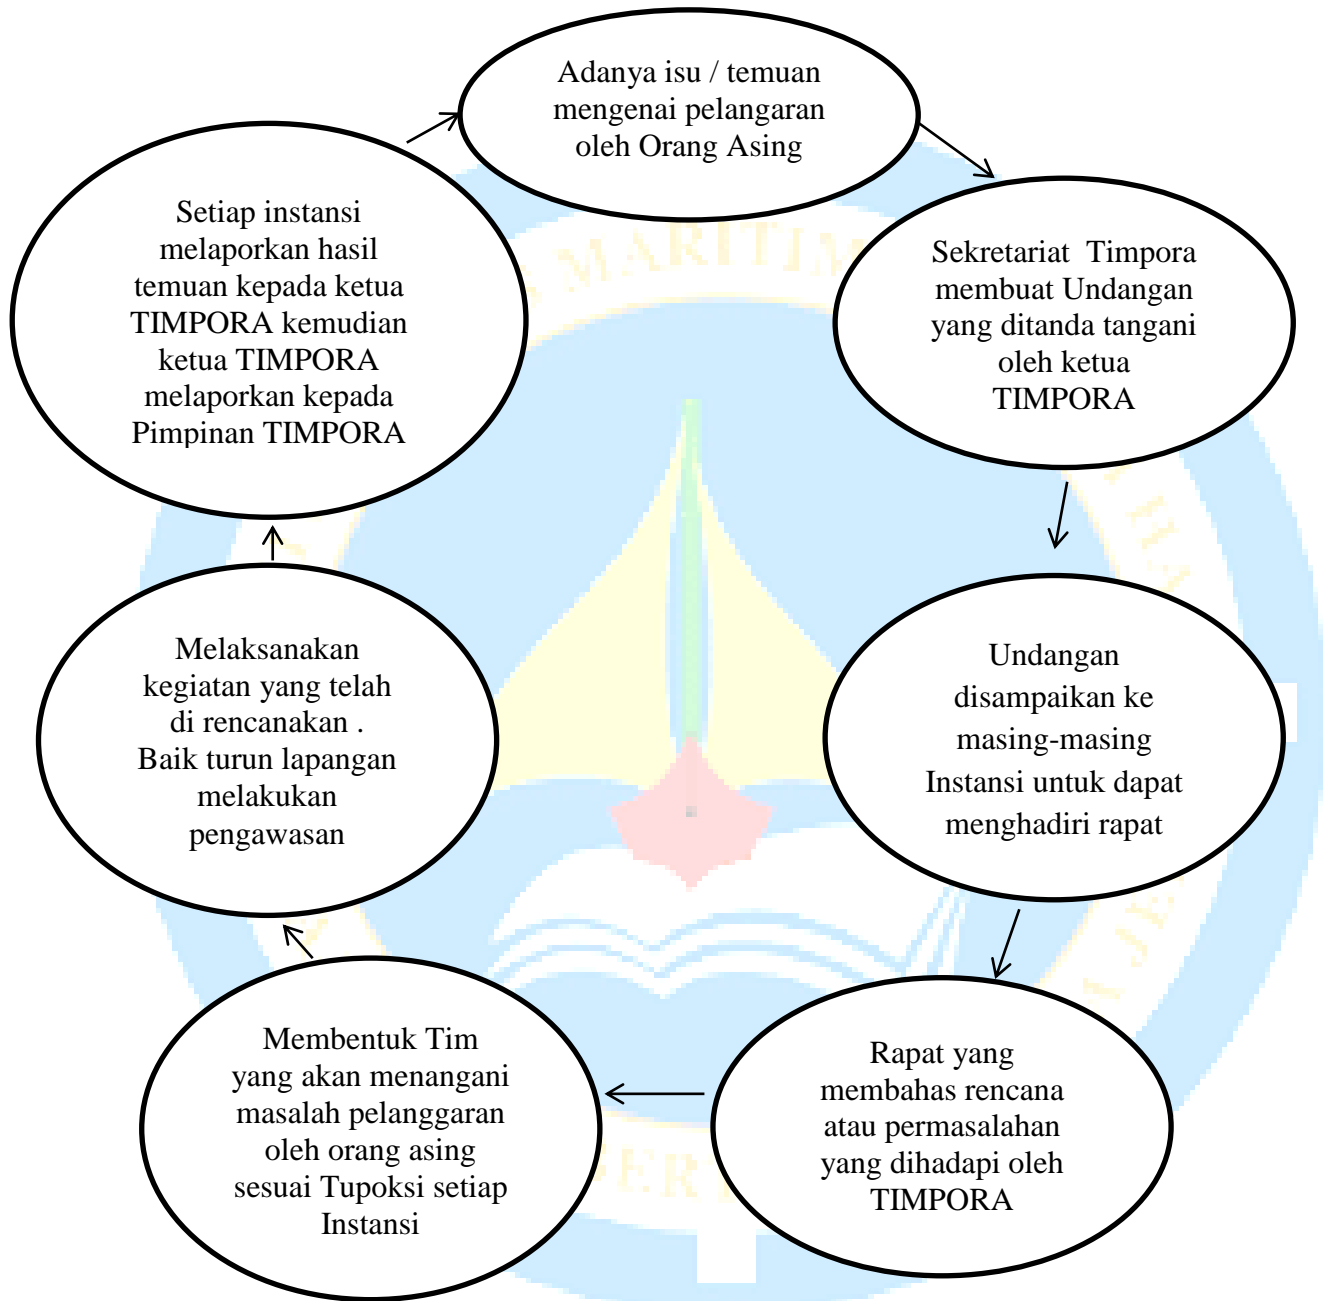 Adanya isu / temuan
mengenai pelangaran
oleh Orang Asing
Sekretariat Timpora
membuat Undangan
yang ditanda tangani
oleh ketua
TIMPORA
Undangan
disampaikan ke
masing-masing
Instansi untuk dapat
menghadiri rapat
Rapat yang
membahas rencana
atau permasalahan
yang dihadapi oleh
TIMPORA
Membentuk Tim
yang akan menangani
masalah pelanggaran
oleh orang asing
sesuai Tupoksi setiap
Instansi
Melaksanakan
kegiatan yang telah
di rencanakan .
Baik turun lapangan
melakukan
pengawasan
Setiap instansi
melaporkan hasil
temuan kepada ketua
TIMPORA kemudian
ketua TIMPORA
melaporkan kepada
Pimpinan TIMPORA
MARITIM